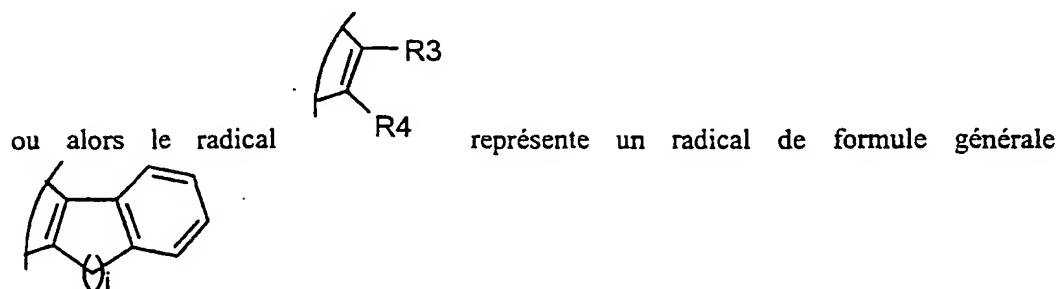 R3
R4
ou alors le radical représente un radical de formule générale
()i